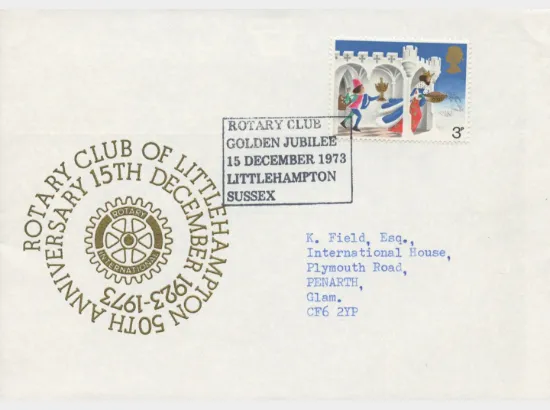 3p
ROTARY CLUB
GOLDEN JUBILEE
15 DECEMBER 1973
LITTLEHAMPTON
SUSSEX
ROTARY CLUB OF LITTLEHAMPTON 50TH ANNIVERSARY 15TH DECEMBER 1923-1973
ROTARY
INTERNATIONAL
K. Field, Esq.,
International House,
Plymouth Road,
PENARTH,
Glam.
CF6 2YP